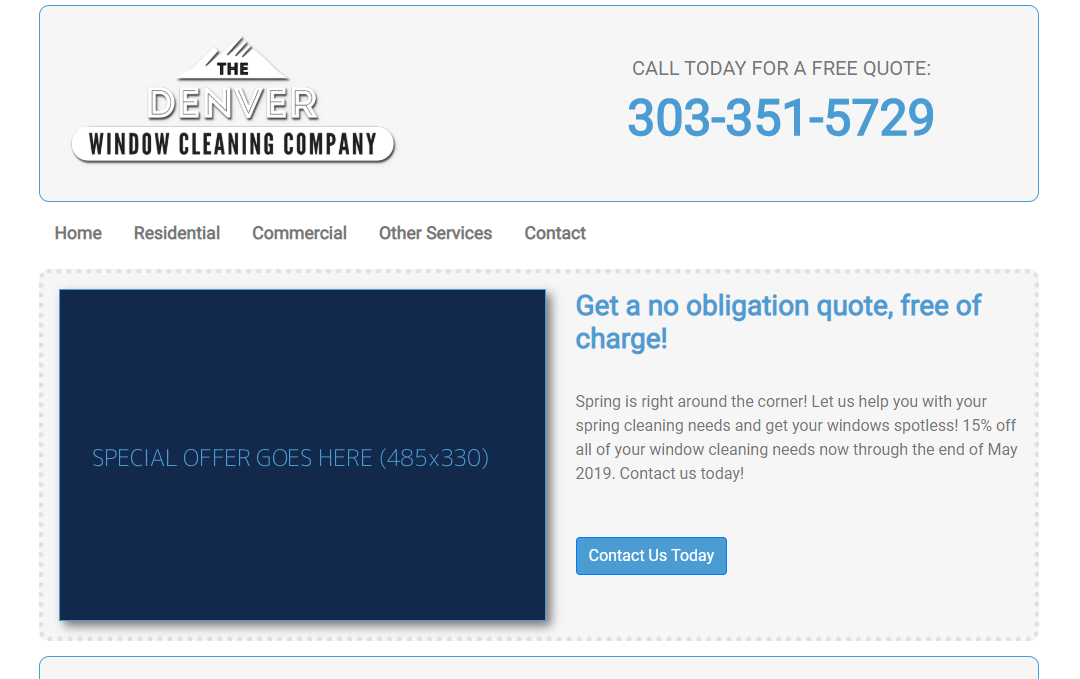 THE
DENVER
WINDOW CLEANING COMPANY
CALL TODAY FOR A FREE QUOTE:
303-351-5729
Home Residential Commercial Other Services Contact
SPECIAL OFFER GOES HERE (485x330)
Get a no obligation quote, free of
charge!
Spring is right around the corner! Let us help you with your
spring cleaning needs and get your windows spotless! 15% off
all of your window cleaning needs now through the end of May
2019. Contact us today!
Contact Us Today